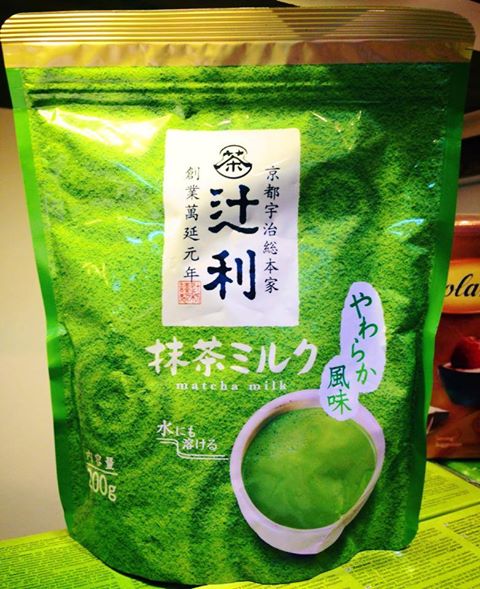 茶
京都宇治総本家
辻利
創業萬延元年
抹茶ミルク
matcha milk
やわらか
風味
水にも
溶ける
内容量
200g